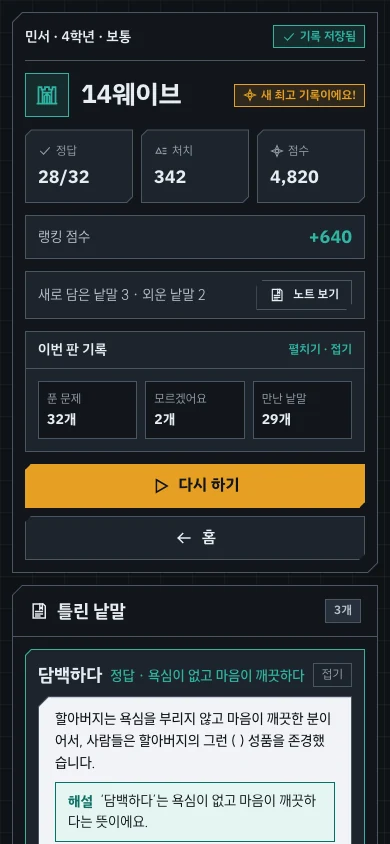 민서 · 4학년 · 보통
기록 저장됨
14웨이브
새 최고 기록이에요!
정답
28/32
처치
342
점수
4,820
랭킹 점수
+640
새로 담은 낱말 3 · 외운 낱말 2
노트 보기
이번 판 기록
펼치기 · 접기
푼 문제
32개
모르겠어요
2개
만난 낱말
29개
다시 하기
홈
틀린 낱말
3개
담백하다 정답 · 욕심이 없고 마음이 깨끗하다
접기
할아버지는 욕심을 부리지 않고 마음이 깨끗한 분이
어서, 사람들은 할아버지의 그런 ( ) 성품을 존경했
습니다.
해설 '담백하다'는 욕심이 없고 마음이 깨끗하
다는 뜻이에요.